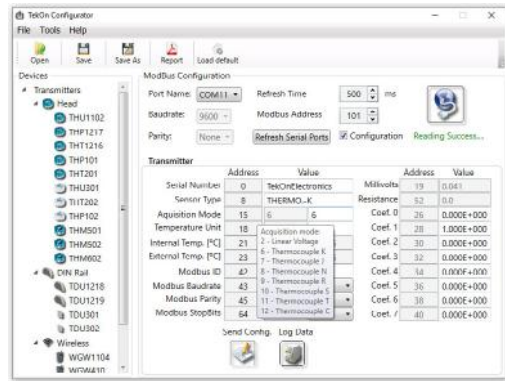 TekOn Configurator
File Tools Help
Open Save Save As Report Load default
Devices
Transmitters
Head
THU1102
THP1217
THT1216
THP101
THT201
THU301
THP102
THM501
THM502
THM602
DIN Rail
TDU1218
TDU1219
TDU301
TDU302
Wireless
WGW1104
WGW410
ModBus Configuration
Port Name: COM11 Refresh Time 500 ms
Baudrate: 9600 Modbus Address 101
Parity: None Refresh Serial Ports Configuration Reading Success...
Transmitter
Address Value Address Value
Serial Number 0 TekOnElectronics Millivolts 19 0.041
Sensor Type 8 THERMO.-K Resistance 52 0.0
Aquisition Mode 15 6 6 Coef. 0 26 0.000E+000
Temperature Unit 18 Coef. 1 28 1.000E+000
Internal Temp. [ºC] 21 Coef. 2 30 0.000E+000
External Temp. [ºC] 23 Coef. 3 32 0.000E+000
Modbus ID 42 Coef. 4 34 0.000E+000
Modbus Baudrate 43 Coef. 5 36 0.000E+000
Modbus Parity 45 Coef. 6 38 0.000E+000
Modbus StopBits 64 Coef. 7 40 0.000E+000
Acquisition mode:
2 - Linear Voltage
6 - Thermocouple K
7 - Thermocouple J
8 - Thermocouple N
9 - Thermocouple R
10 - Thermocouple S
11 - Thermocouple T
12 - Thermocouple C
Send Config. Log Data